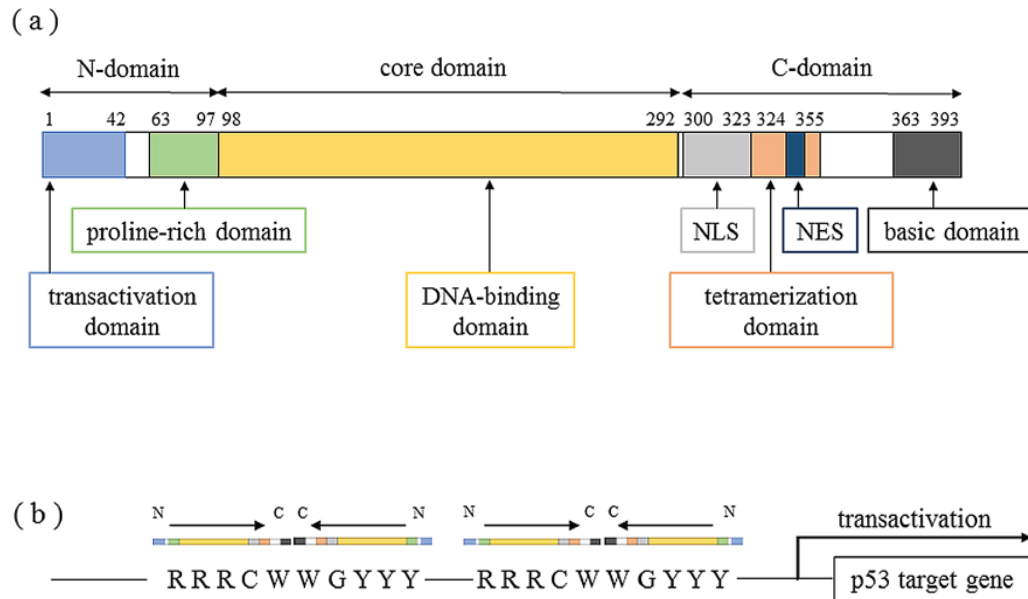 ( a )
N-domain core domain C-domain
1 42 63 97 98 292 300 323 324 355 363 393
proline-rich domain NLS NES basic domain
transactivation domain
DNA-binding domain
tetramerization domain
( b )
N C C N N C C N
transactivation
R R R C W W G Y Y Y R R R C W W G Y Y Y
p53 target gene